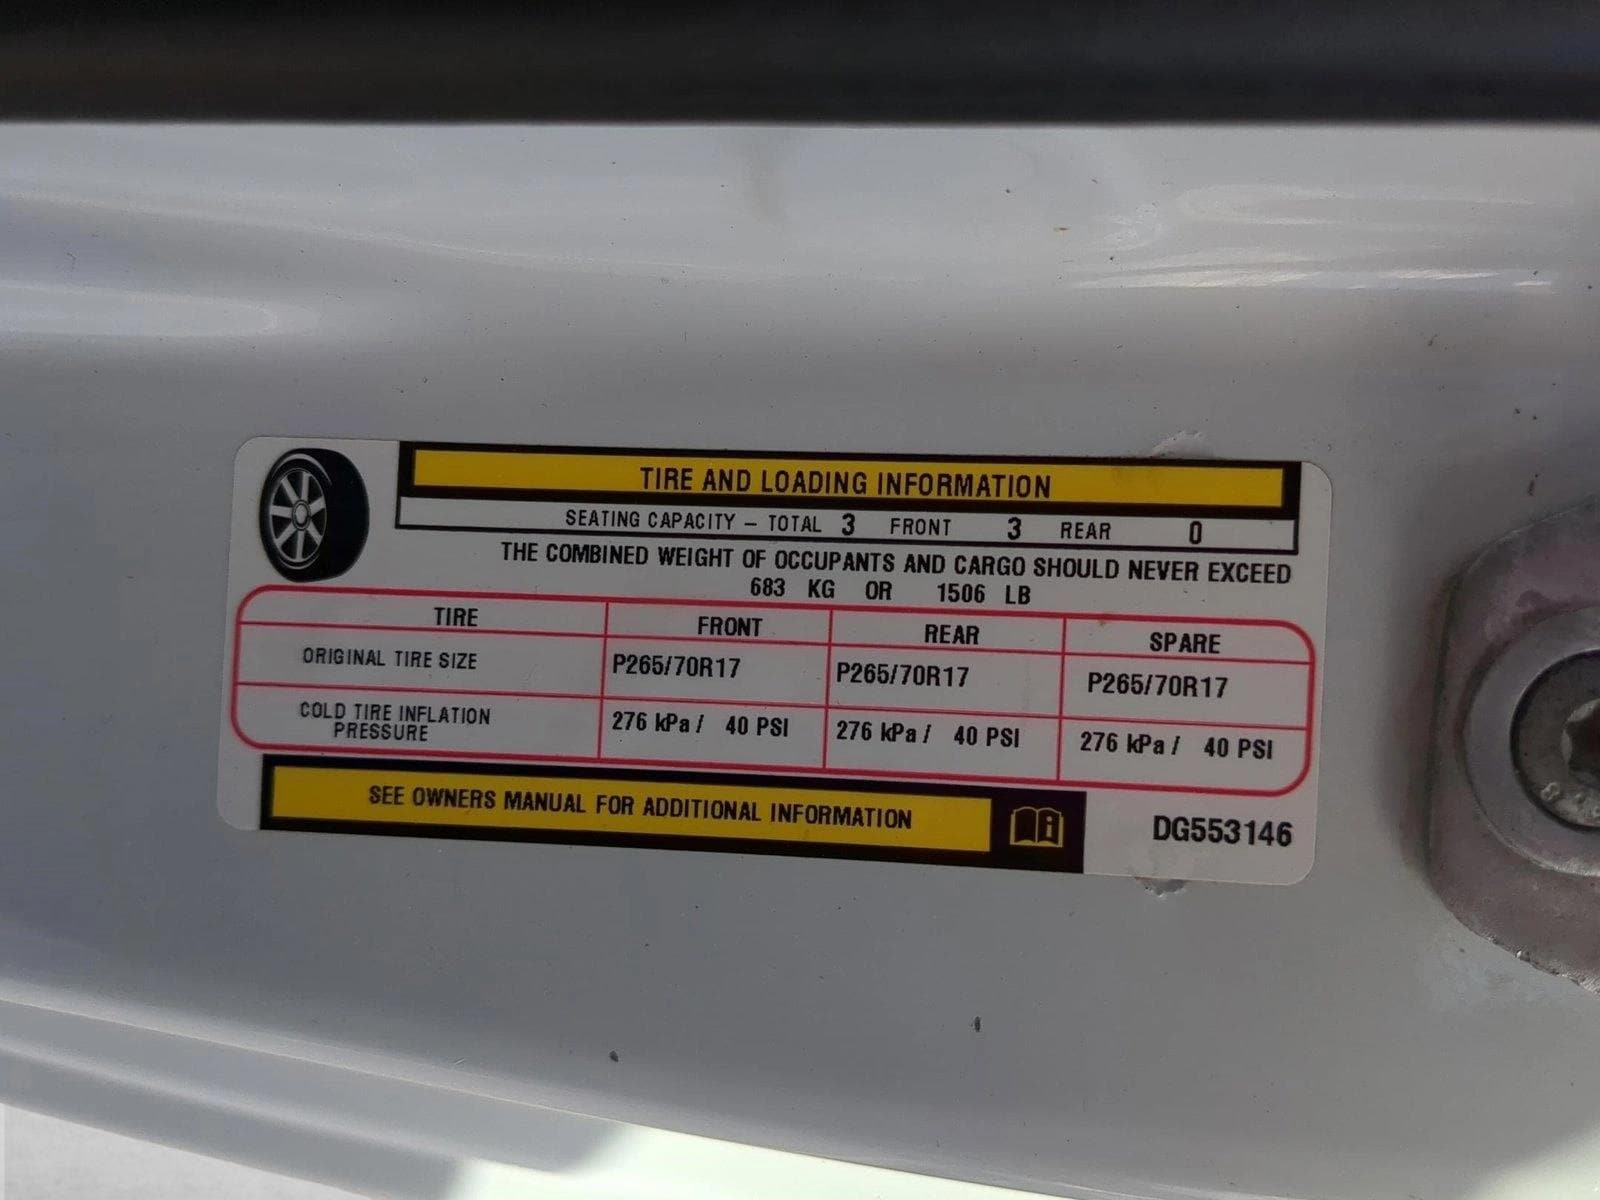 TIRE AND LOADING INFORMATION
SEATING CAPACITY – TOTAL 3 FRONT 3 REAR 0
THE COMBINED WEIGHT OF OCCUPANTS AND CARGO SHOULD NEVER EXCEED
683 KG OR 1506 LB
TIRE FRONT REAR SPARE
ORIGINAL TIRE SIZE P265/70R17 P265/70R17 P265/70R17
COLD TIRE INFLATION PRESSURE 276 kPa / 40 PSI 276 kPa / 40 PSI 276 kPa / 40 PSI
SEE OWNERS MANUAL FOR ADDITIONAL INFORMATION
DG553146